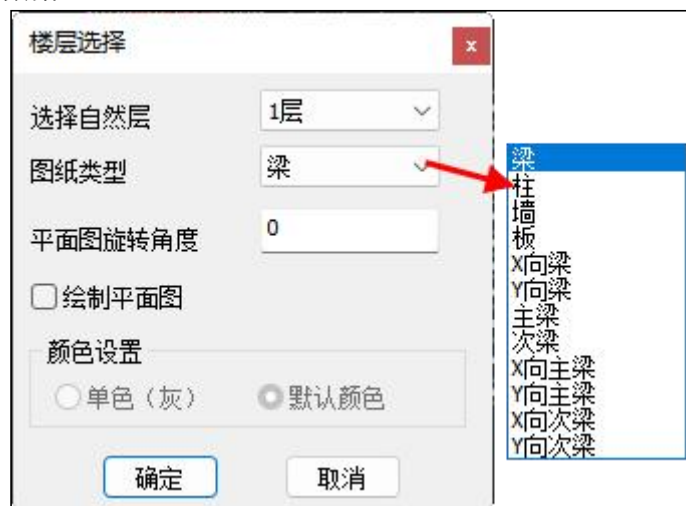 楼层选择
x
选择自然层 1层
图纸类型 梁
平面图旋转角度 0
绘制平面图
颜色设置
单色（灰） 默认颜色
确定 取消
梁
柱
墙
板
X向梁
Y向梁
主梁
次梁
X向主梁
Y向主梁
X向次梁
Y向次梁